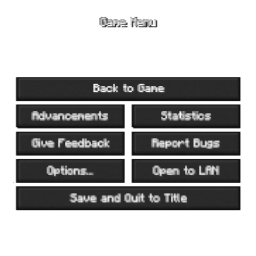 Game Menu
Back to Game
Advancements
Statistics
Give Feedback
Report Bugs
Options...
Open to LAN
Save and Quit to Title